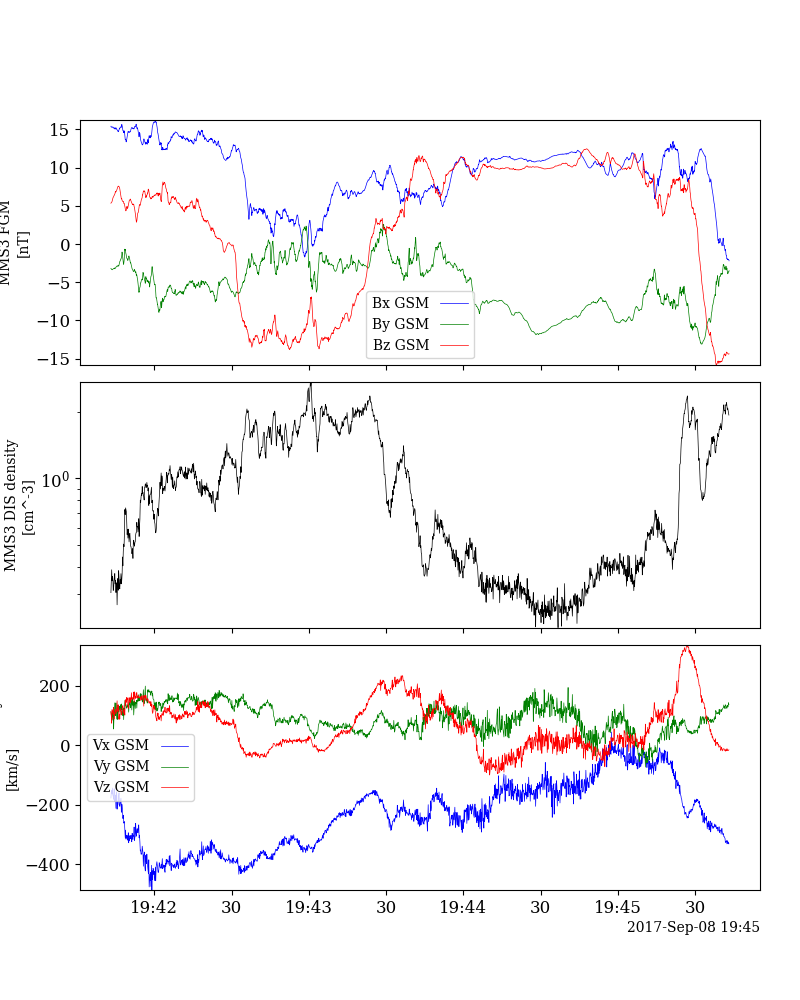 15
10
5
0
−5
−10
−15
MMS3 FGM
[nT]
Bx GSM
By GSM
Bz GSM
10^0
MMS3 DIS density
[cm^-3]
200
0
−200
−400
[km/s]
Vx GSM
Vy GSM
Vz GSM
19:42 30 19:43 30 19:44 30 19:45 30
2017-Sep-08 19:45